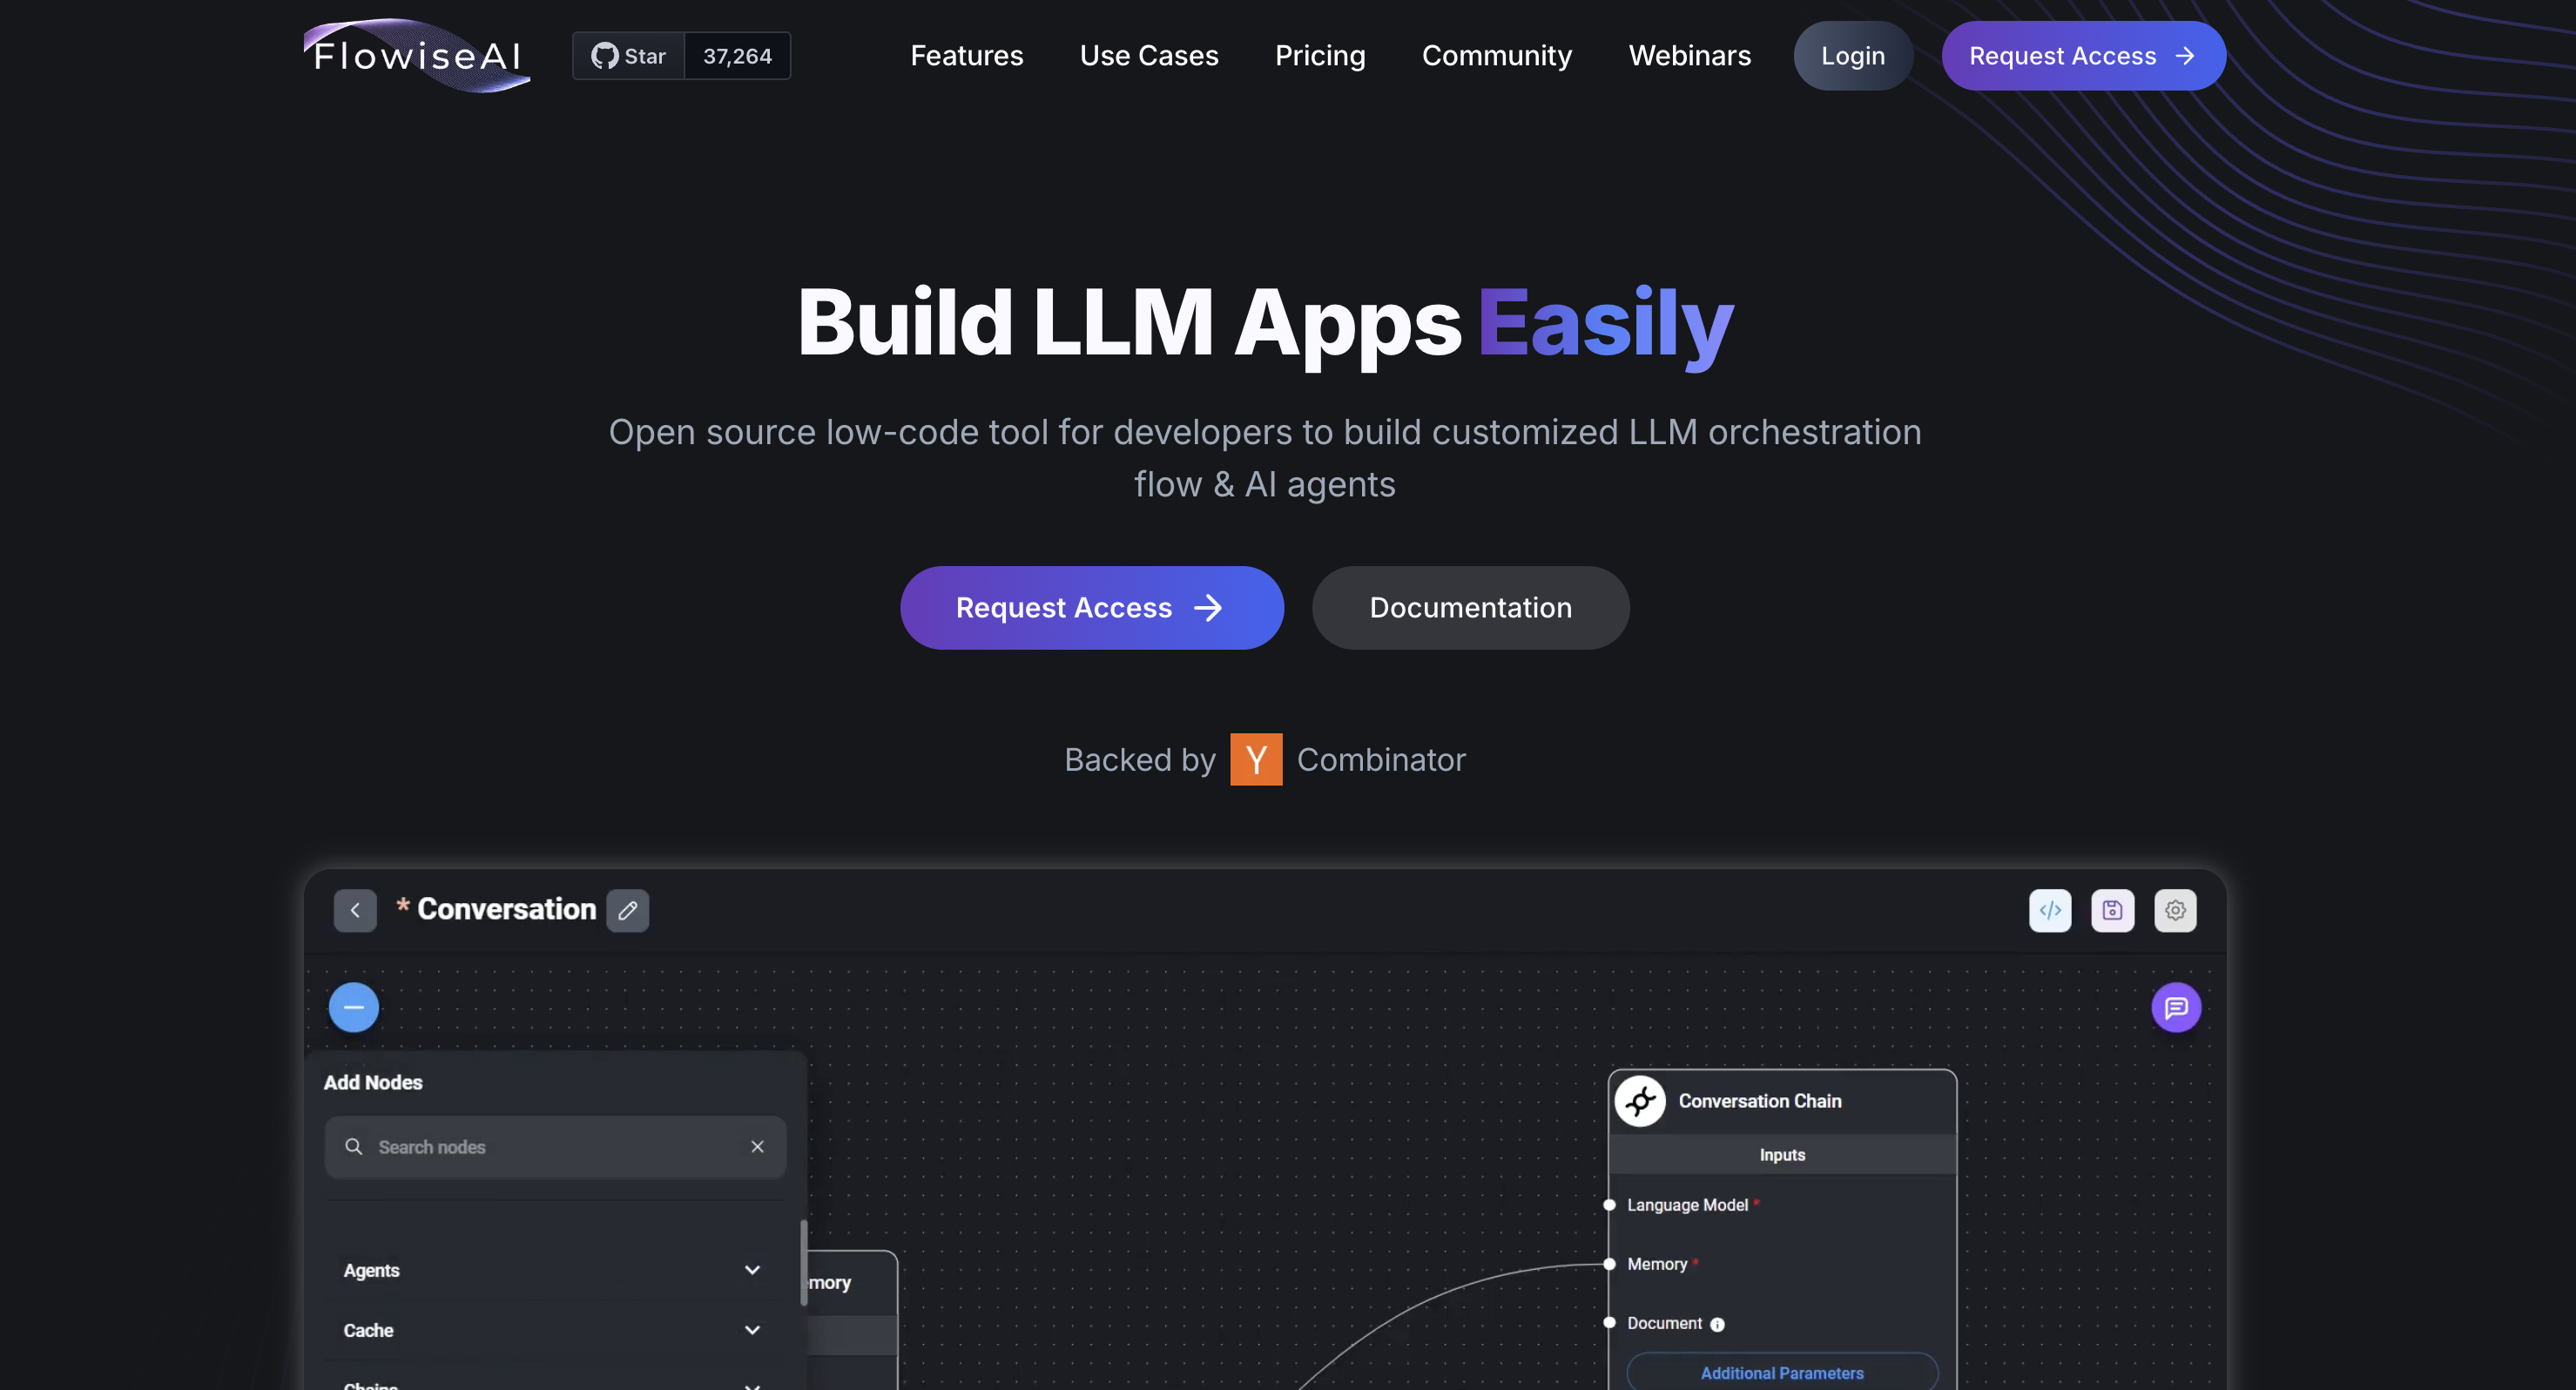 FlowiseAI
Star 37,264
Features Use Cases Pricing Community Webinars Login Request Access
Build LLM Apps Easily
Open source low-code tool for developers to build customized LLM orchestration
flow & AI agents
Request Access Documentation
Backed by Y Combinator
* Conversation
Add Nodes
Search nodes
Agents
Cache
Chains
mory
Conversation Chain
Inputs
Language Model *
Memory *
Document
Additional Parameters